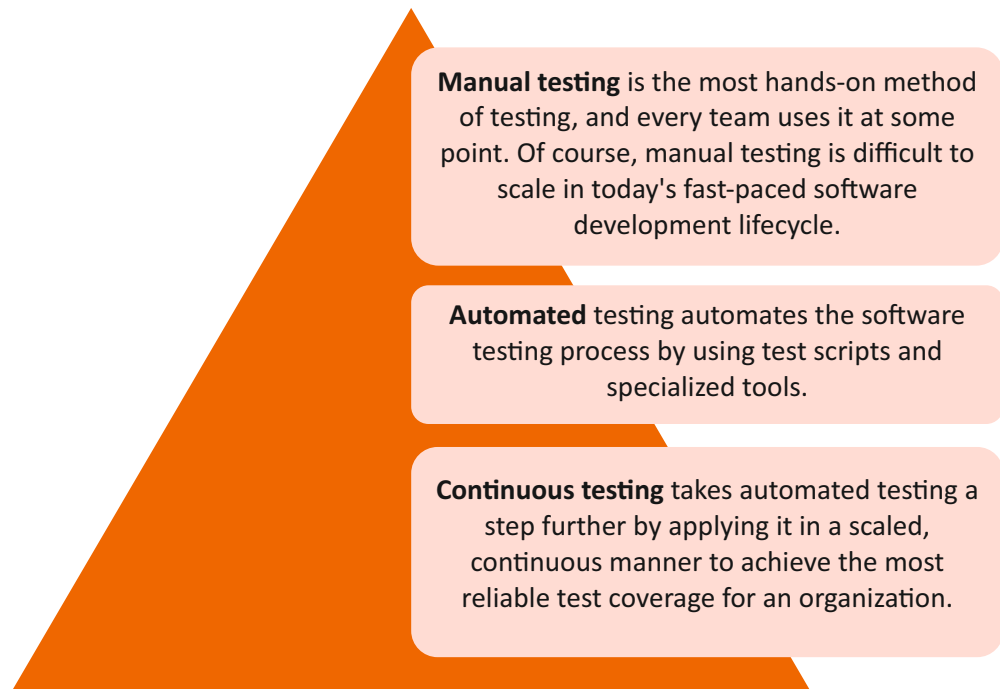 Manual testing is the most hands-on method
of testing, and every team uses it at some
point. Of course, manual testing is difficult to
scale in today's fast-paced software
development lifecycle.
Automated testing automates the software
testing process by using test scripts and
specialized tools.
Continuous testing takes automated testing a
step further by applying it in a scaled,
continuous manner to achieve the most
reliable test coverage for an organization.